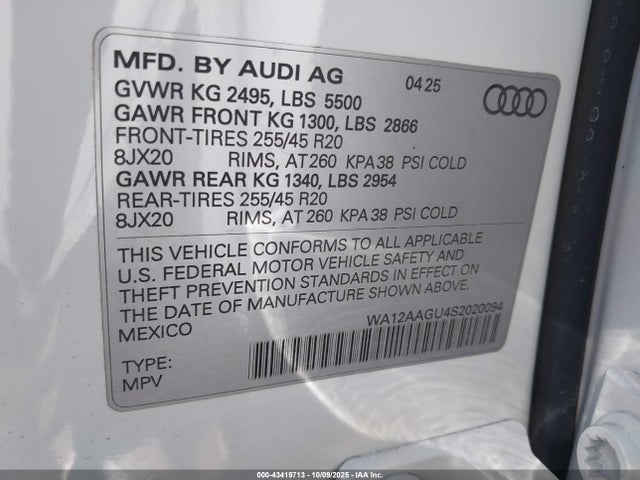 MFD. BY AUDI AG 04 25
GVWR KG 2495, LBS 5500
GAWR FRONT KG 1300, LBS 2866
FRONT-TIRES 255/45 R20
8JX20 RIMS, AT 260 KPA 38 PSI COLD
GAWR REAR KG 1340, LBS 2954
REAR-TIRES 255/45 R20
8JX20 RIMS, AT 260 KPA 38 PSI COLD
THIS VEHICLE CONFORMS TO ALL APPLICABLE
U.S. FEDERAL MOTOR VEHICLE SAFETY AND
THEFT PREVENTION STANDARDS IN EFFECT ON
THE DATE OF MANUFACTURE SHOWN ABOVE.
MEXICO WA12AAGU4S2020094
TYPE:
MPV
000-43419713 - 10/09/2025 - IAA, Inc.